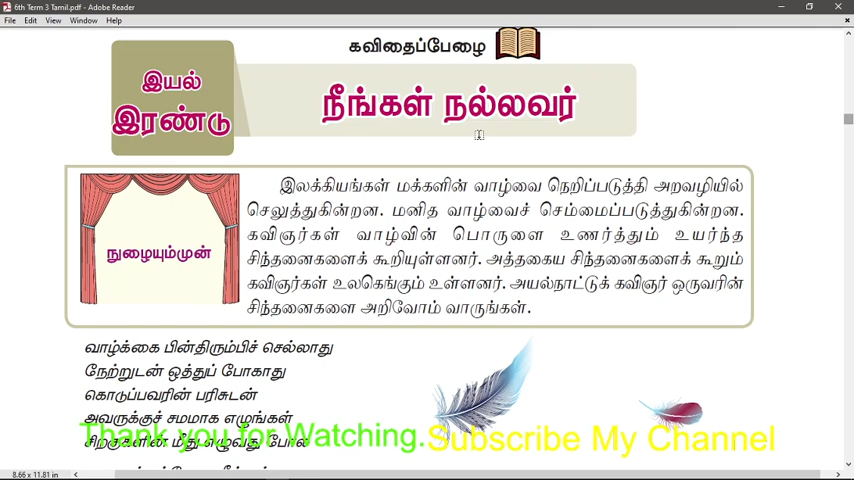 6th Term 3 Tamil.pdf - Adobe Reader
File Edit View Window Help
கவிதைப்பேழை
இயல்
இரண்டு
நீங்கள் நல்லவர்
நுழையும்முன்
இலக்கியங்கள் மக்களின் வாழ்வை நெறிப்படுத்தி அறவழியில்
செலுத்துகின்றன. மனித வாழ்வைச் செம்மைப்படுத்துகின்றன.
கவிஞர்கள் வாழ்வின் பொருளை உணர்த்தும் உயர்ந்த
சிந்தனைகளைக் கூறியுள்ளனர். அத்தகைய சிந்தனைகளைக் கூறும்
கவிஞர்கள் உலகெங்கும் உள்ளனர். அயல்நாட்டுக் கவிஞர் ஒருவரின்
சிந்தனைகளை அறிவோம் வாருங்கள்.
வாழ்க்கை பின்திரும்பிச் செல்லாது
நேற்றுடன் ஒத்துப் போகாது
கொடுப்பவரின் பரிசுடன்
அவருக்குச் சமமாக எழுங்கள்
சிறகுகளின் மீது எழுவது போல
Thank you for Watching. Subscribe My Channel
8.66 x 11.81 in